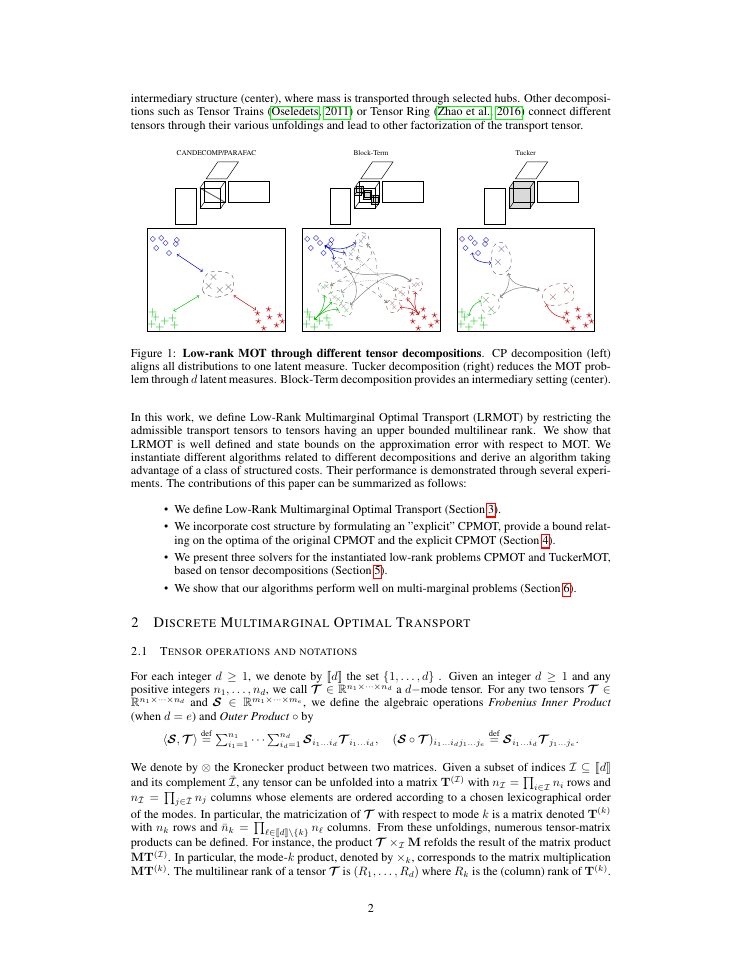 intermediary structure (center), where mass is transported through selected hubs. Other decomposi-
tions such as Tensor Trains (Oseledets, 2011) or Tensor Ring (Zhao et al., 2016) connect different
tensors through their various unfoldings and lead to other factorization of the transport tensor.
CANDECOMP/PARAFAC
Block-Term
Tucker
Figure 1: Low-rank MOT through different tensor decompositions. CP decomposition (left)
aligns all distributions to one latent measure. Tucker decomposition (right) reduces the MOT prob-
lem through d latent measures. Block-Term decomposition provides an intermediary setting (center).
In this work, we define Low-Rank Multimarginal Optimal Transport (LRMOT) by restricting the
admissible transport tensors to tensors having an upper bounded multilinear rank. We show that
LRMOT is well defined and state bounds on the approximation error with respect to MOT. We
instantiate different algorithms related to different decompositions and derive an algorithm taking
advantage of a class of structured costs. Their performance is demonstrated through several experi-
ments. The contributions of this paper can be summarized as follows:
• We define Low-Rank Multimarginal Optimal Transport (Section 3).
• We incorporate cost structure by formulating an ”explicit” CPMOT, provide a bound relat-
ing on the optima of the original CPMOT and the explicit CPMOT (Section 4).
• We present three solvers for the instantiated low-rank problems CPMOT and TuckerMOT,
based on tensor decompositions (Section 5).
• We show that our algorithms perform well on multi-marginal problems (Section 6).
2 DISCRETE MULTIMARGINAL OPTIMAL TRANSPORT
2.1 TENSOR OPERATIONS AND NOTATIONS
For each integer d ≥ 1, we denote by ⟦d⟧ the set {1, . . . , d} . Given an integer d ≥ 1 and any
positive integers n₁, . . . , n_d, we call 𝓣 ∈ ℝ^{n₁×···×n_d} a d−mode tensor. For any two tensors 𝓣 ∈
ℝ^{n₁×···×n_d} and 𝓢 ∈ ℝ^{m₁×···×m_e}, we define the algebraic operations Frobenius Inner Product
(when d = e) and Outer Product ∘ by
⟨𝓢, 𝓣⟩ ≝ ∑_{i₁=1}^{n₁} ··· ∑_{i_d=1}^{n_d} 𝓢_{i₁...i_d} 𝓣_{i₁...i_d}, (𝓢 ∘ 𝓣)_{i₁...i_d j₁...j_e} ≝ 𝓢_{i₁...i_d} 𝓣_{j₁...j_e}.
We denote by ⊗ the Kronecker product between two matrices. Given a subset of indices ℐ ⊆ ⟦d⟧
and its complement ℐ̄, any tensor can be unfolded into a matrix T^{(ℐ)} with n_ℐ = ∏_{i∈ℐ} n_i rows and
n_ℐ̄ = ∏_{j∈ℐ̄} n_j columns whose elements are ordered according to a chosen lexicographical order
of the modes. In particular, the matricization of 𝓣 with respect to mode k is a matrix denoted T^{(k)}
with n_k rows and n̄_k = ∏_{ℓ∈⟦d⟧\{k}} n_ℓ columns. From these unfoldings, numerous tensor-matrix
products can be defined. For instance, the product 𝓣 ×_ℐ M refolds the result of the matrix product
MT^{(ℐ)}. In particular, the mode-k product, denoted by ×_k, corresponds to the matrix multiplication
MT^{(k)}. The multilinear rank of a tensor 𝓣 is (R₁, . . . , R_d) where R_k is the (column) rank of T^{(k)}.
2